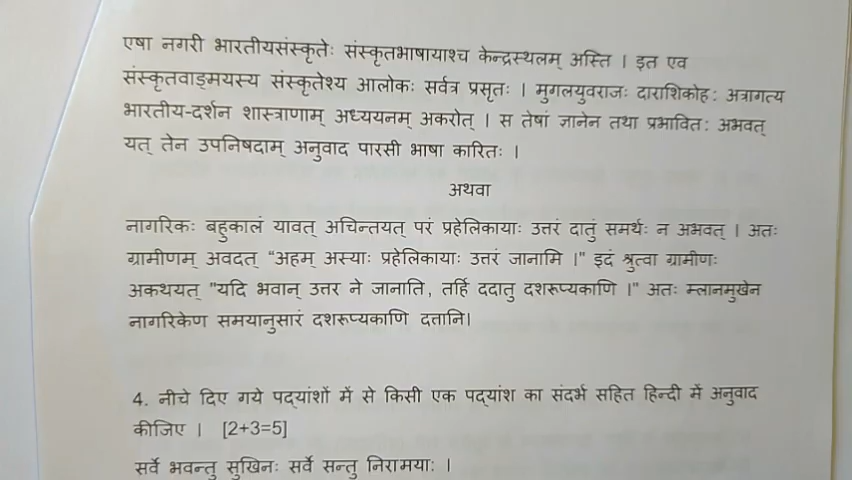 एषा नगरी भारतीयसंस्कृतेः संस्कृतभाषायाश्च केन्द्रस्थलम् अस्ति । इत एव
संस्कृतवाड्मयस्य संस्कृतेश्य आलोकः सर्वत्र प्रसृतः । मुगलयुवराजः दाराशिकोह: अत्रागत्य
भारतीय-दर्शन शास्त्राणाम् अध्ययनम् अकरोत् । स तेषां ज्ञानेन तथा प्रभावित: अभवत्
यत् तेन उपनिषदाम् अनुवाद पारसी भाषा कारितः ।
अथवा
नागरिकः बहुकालं यावत् अचिन्तयत् परं प्रहेलिकायाः उत्तरं दातुं समर्थः न अभवत् । अतः
ग्रामीणम् अवदत् “अहम् अस्याः प्रहेलिकायाः उत्तरं जानामि ।" इदं श्रुत्वा ग्रामीणः
अकथयत् "यदि भवान् उत्तर ने जानाति, तर्हि ददातु दशरूप्यकाणि ।" अतः म्लानमुखेन
नागरिकेण समयानुसारं दशरूप्यकाणि दत्तानि।
4. नीचे दिए गये पद्यांशों में से किसी एक पद्यांश का संदर्भ सहित हिन्दी में अनुवाद
कीजिए । [2+3=5]
सर्वे भवन्तु सुखिनः सर्वे सन्तु निरामया: ।